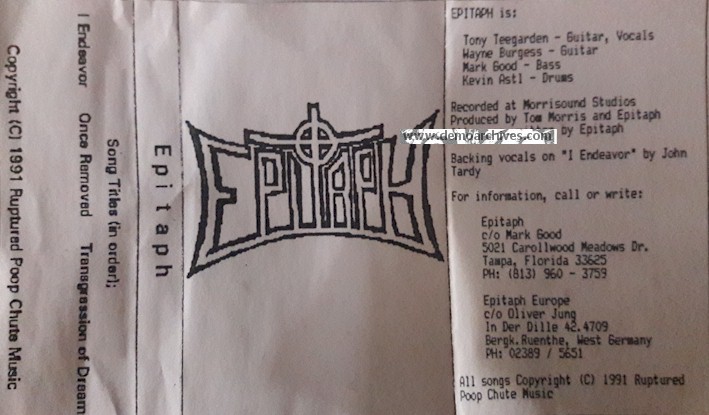 Copyright (C) 1991 Ruptured Poop Chute Music
I Endeavor Once Removed Transgression of Dream
Song Titles (in order):
Epitaph
EPITAPH
EPITAPH is:
Tony Teegarden - Guitar, Vocals
Wayne Burgess - Guitar
Mark Good - Bass
Kevin Astl - Drums
Recorded at Morrisound Studios
Produced by Tom Morris and Epitaph
www.demoarchives.com by Epitaph
Backing vocals on "I Endeavor" by John
Tardy
For information, call or write:
Epitaph
c/o Mark Good
5021 Carollwood Meadows Dr.
Tampa, Florida 33625
PH: (813) 960 - 3759
Epitaph Europe
c/o Oliver Jung
In Der Dille 42.4709
Bergk.Ruenthe, West Germany
PH: 02389 / 5651
All songs Copyright (C) 1991 Ruptured
Poop Chute Music